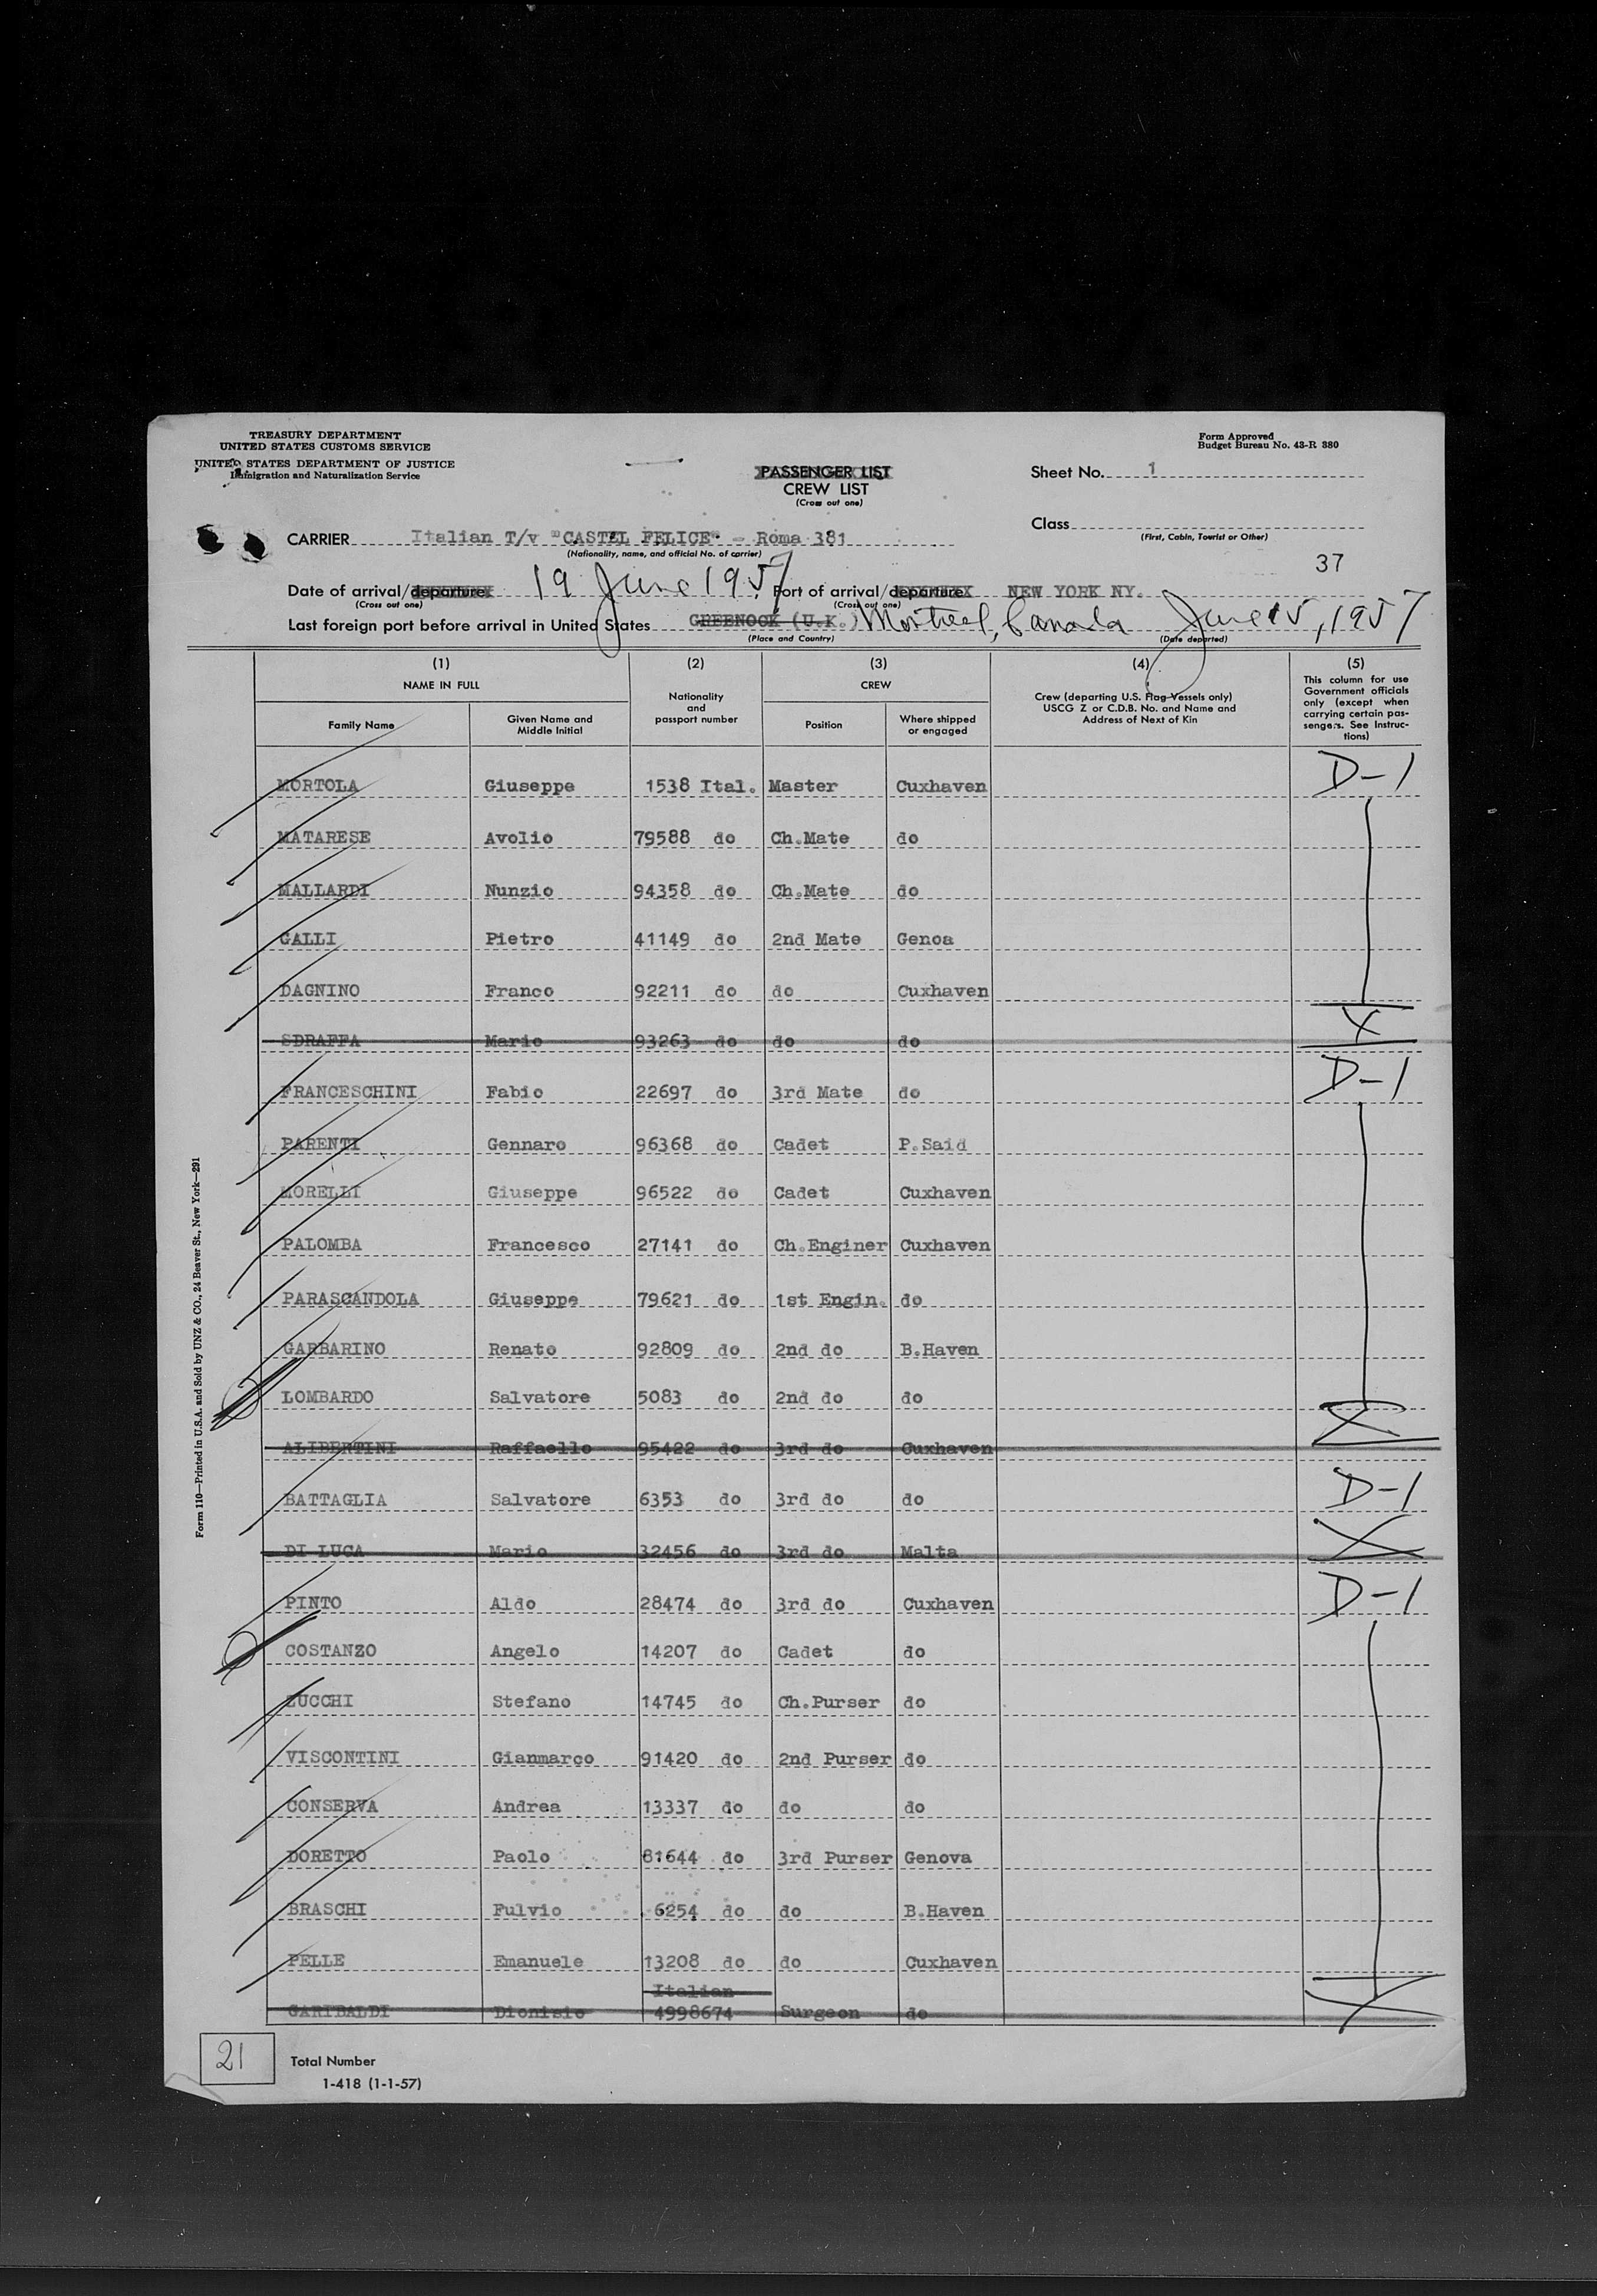 TREASURY DEPARTMENT
UNITED STATES CUSTOMS SERVICE
UNITED STATES DEPARTMENT OF JUSTICE
Immigration and Naturalization Service
Form Approved
Budget Bureau No. 43-R 380
PASSENGER LIST
CREW LIST
(Cross out one)
Sheet No. 1
Class
(First, Cabin, Tourist or Other)
CARRIER Italian T/v "CASTEL FELICE" - Roma 381
(Nationality, name, and official No. of carrier)
37
Date of arrival/departure 19 June 1957 Port of arrival/departure NEW YORK NY.
(Cross out one) (Cross out one)
Last foreign port before arrival in United States GREENOCK (U.K.) Montreal, Canada June 15, 1957
(Place and Country) (Date departed)
(1) (2) (3) (4) (5)
NAME IN FULL Nationality and passport number CREW Crew (departing U.S. Flag Vessels only) USCG Z or C.D.B. No. and Name and Address of Next of Kin This column for use Government officials only (except when carrying certain passengers. See Instructions)
Family Name Given Name and Middle Initial Position Where shipped or engaged
MORTOLA Giuseppe 1538 Ital. Master Cuxhaven D-1
MATARESE Avolio 79588 do Ch.Mate do
MALLARDI Nunzio 94358 do Ch.Mate do
GALLI Pietro 41149 do 2nd Mate Genoa
DAGNINO Franco 92211 do do Cuxhaven
SDRAFFA Mario 93263 do do do X
FRANCESCHINI Fabio 22697 do 3rd Mate do D-1
PARENTI Gennaro 96368 do Cadet P.Said
MORELLI Giuseppe 96522 do Cadet Cuxhaven
PALOMBA Francesco 27141 do Ch.Enginer Cuxhaven
PARASCANDOLA Giuseppe 79621 do 1st Engin. do
GARBARINO Renato 92809 do 2nd do B.Haven
LOMBARDO Salvatore 5083 do 2nd do do
ALIBERTINI Raffaello 95422 do 3rd do Cuxhaven X
BATTAGLIA Salvatore 6353 do 3rd do do D-1
DI LUCA Mario 32456 do 3rd do Malta X
PINTO Aldo 28474 do 3rd do Cuxhaven D-1
COSTANZO Angelo 14207 do Cadet do
ZUCCHI Stefano 14745 do Ch.Purser do
VISCONTINI Gianmarco 91420 do 2nd Purser do
CONSERVA Andrea 13337 do do do
DORETTO Paolo 81644 do 3rd Purser Genova
BRASCHI Fulvio 6254 do do B.Haven
PELLE Emanuele 13208 do do Cuxhaven
Italian
GARIBALDI Dionisio 4998674 Surgeon do X
21 Total Number
1-418 (1-1-57)
Form 110—Printed in U.S.A. and Sold by UNZ & CO., 24 Beaver St., New York—291